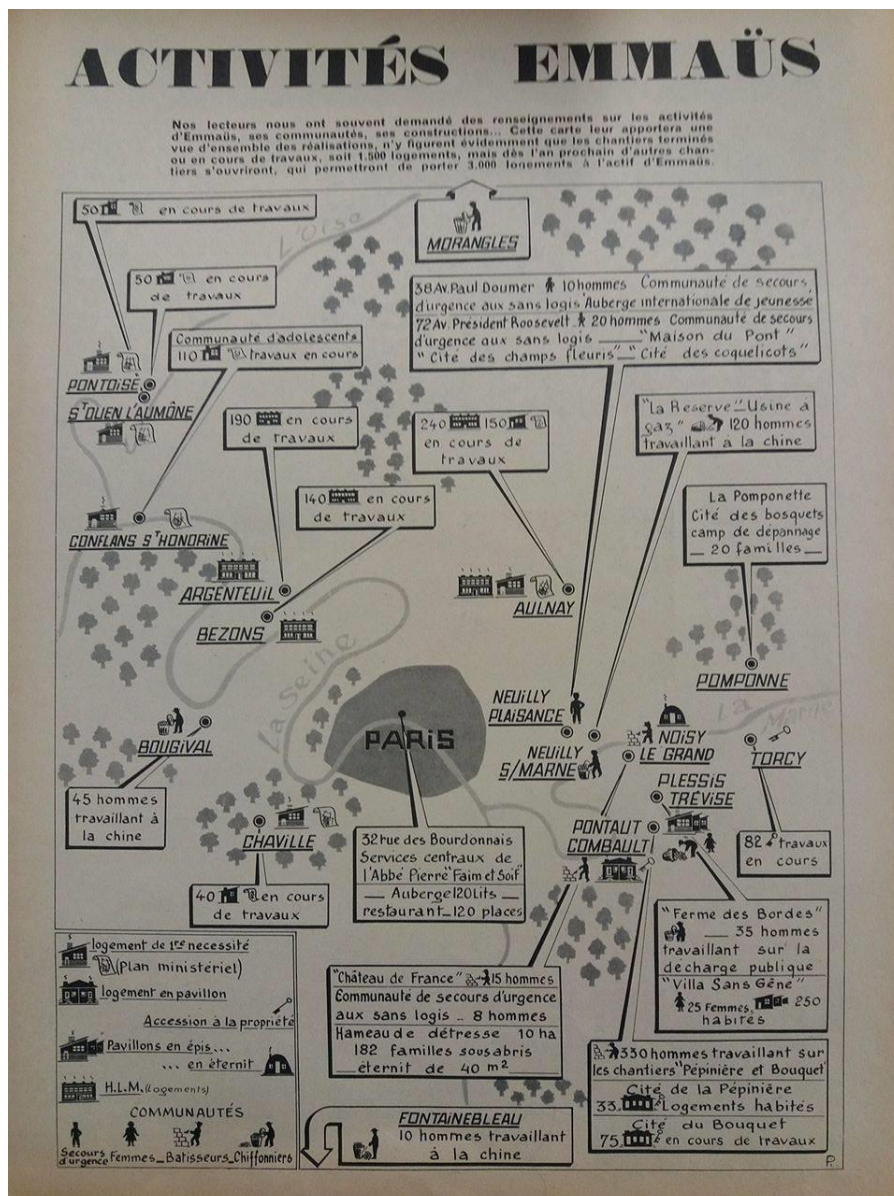 ACTIVITÉS EMMAÜS
Nos lecteurs nous ont souvent demandé des renseignements sur les activités
d'Emmaüs, ses communautés, ses constructions... Cette carte leur apportera une
vue d'ensemble des réalisations, n'y figurent évidemment que les chantiers terminés
ou en cours de travaux, soit 1.500 logements, mais dès l'an prochain d'autres chan-
tiers s'ouvriront, qui permettront de porter 3.000 logements à l'actif d'Emmaüs.
50 en cours de travaux
L'Oise
MORANGLES
50 en cours
de travaux
38 Av. Paul Doumer 10 hommes Communauté de secours
d'urgence aux sans logis Auberge internationale de jeunesse
72 Av. Président Roosevelt 20 hommes Communauté de secours
d'urgence aux sans logis "Maison du Pont"
"Cité des champs fleuris" "Cité des coquelicots"
Communauté d'adolescents
110 travaux en cours
PONTOISE
ST OUEN L'AUMÔNE
190 en cours
de travaux
240 150
en cours de
travaux
"La Reserve" Usine à
gaz" 120 hommes
travaillant à la chine
140 en cours
de travaux
La Pomponette
Cité des bosquets
camp de dépannage
20 familles
CONFLANS ST HONORINE
ARGENTEUIL
BEZONS
AULNAY
POMPONNE
La Seine
La Marne
PARIS
NEUILLY
PLAISANCE
NEUILLY
S/MARNE
NOISY
LE GRAND
TORCY
BOUGIVAL
45 hommes
travaillant à
la chine
CHAVILLE
40 en cours
de travaux
32 rue des Bourdonnais
Services centraux de
l'Abbé Pierre "Faim et Soif"
Auberge 120 lits
restaurant 120 places
PLESSIS
TRÉVISE
PONTAUT
COMBAULT
82 travaux
en cours
"Ferme des Bordes"
35 hommes
travaillant sur la
décharge publique
"Villa Sans Gêne"
25 Femmes, 250
habités
"Château de France" 15 hommes
Communauté de secours d'urgence
aux sans logis .. 8 hommes
Hameau de détresse 10 ha
182 familles sous abris
éternit de 40 m²
330 hommes travaillant sur
les chantiers "Pépinière et Bouquet"
Cité de la Pépinière
33 Logements habités
Cité du Bouquet
75 en cours de travaux
FONTAINEBLEAU
10 hommes travaillant
à la chine
logement de 1re necessité
(Plan ministériel)
logement en pavillon
Accession à la propriété
Pavillons en épis...
... en éternit
H.L.M. (Logements)
COMMUNAUTÉS
Secours
d'urgence Femmes_Batisseurs_Chiffonniers